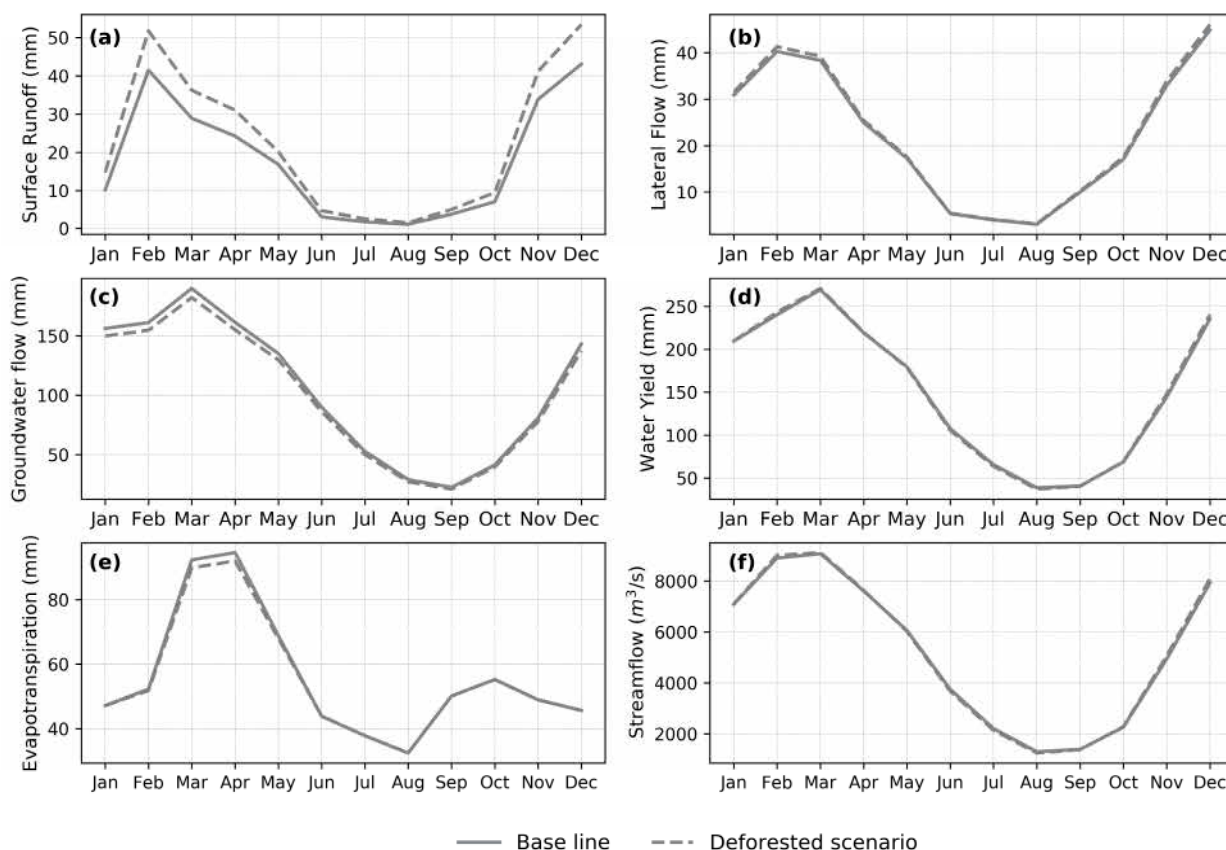 (a)
Surface Runoff (mm)
50
40
30
20
10
0
Jan Feb Mar Apr May Jun Jul Aug Sep Oct Nov Dec
(b)
Lateral Flow (mm)
40
30
20
10
Jan Feb Mar Apr May Jun Jul Aug Sep Oct Nov Dec
(c)
Groundwater flow (mm)
150
100
50
Jan Feb Mar Apr May Jun Jul Aug Sep Oct Nov Dec
(d)
Water Yield (mm)
250
200
150
100
50
Jan Feb Mar Apr May Jun Jul Aug Sep Oct Nov Dec
(e)
Evapotranspiration (mm)
80
60
40
Jan Feb Mar Apr May Jun Jul Aug Sep Oct Nov Dec
(f)
Streamflow (m³/s)
8000
6000
4000
2000
Jan Feb Mar Apr May Jun Jul Aug Sep Oct Nov Dec
Base line
Deforested scenario